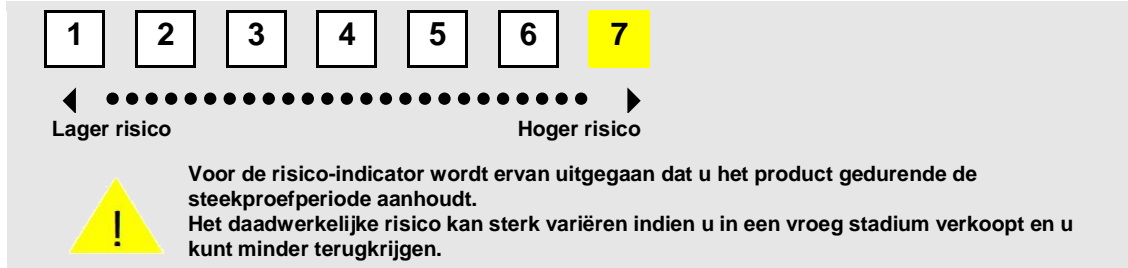 1 2 3 4 5 6 7
Lager risico Hoger risico
Voor de risico-indicator wordt ervan uitgegaan dat u het product gedurende de
steekproefperiode aanhoudt.
Het daadwerkelijke risico kan sterk variëren indien u in een vroeg stadium verkoopt en u
kunt minder terugkrijgen.
!